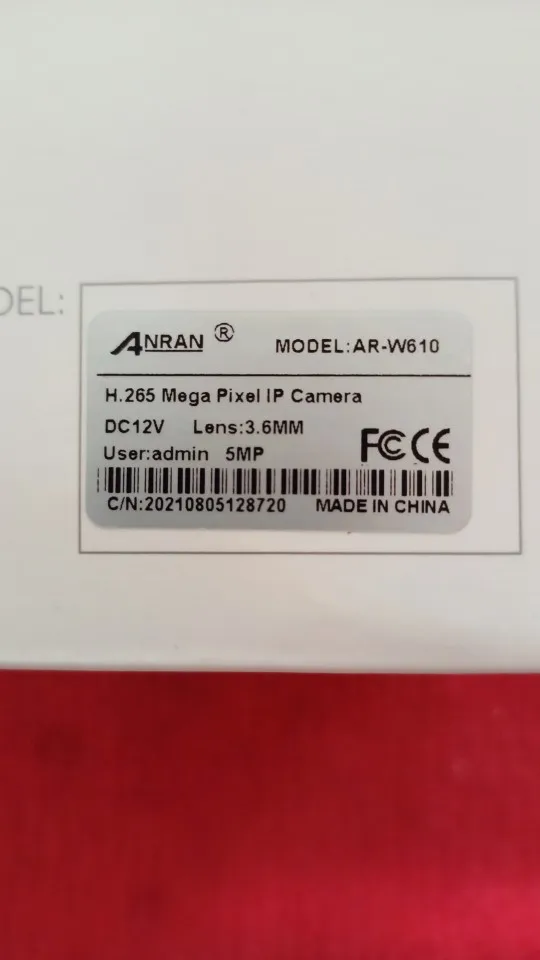 DEL:
ANRAN ® MODEL:AR-W610
H.265 Mega Pixel IP Camera
DC12V Lens:3.6MM
User:admin 5MP FC CE
C/N:20210805128720 MADE IN CHINA